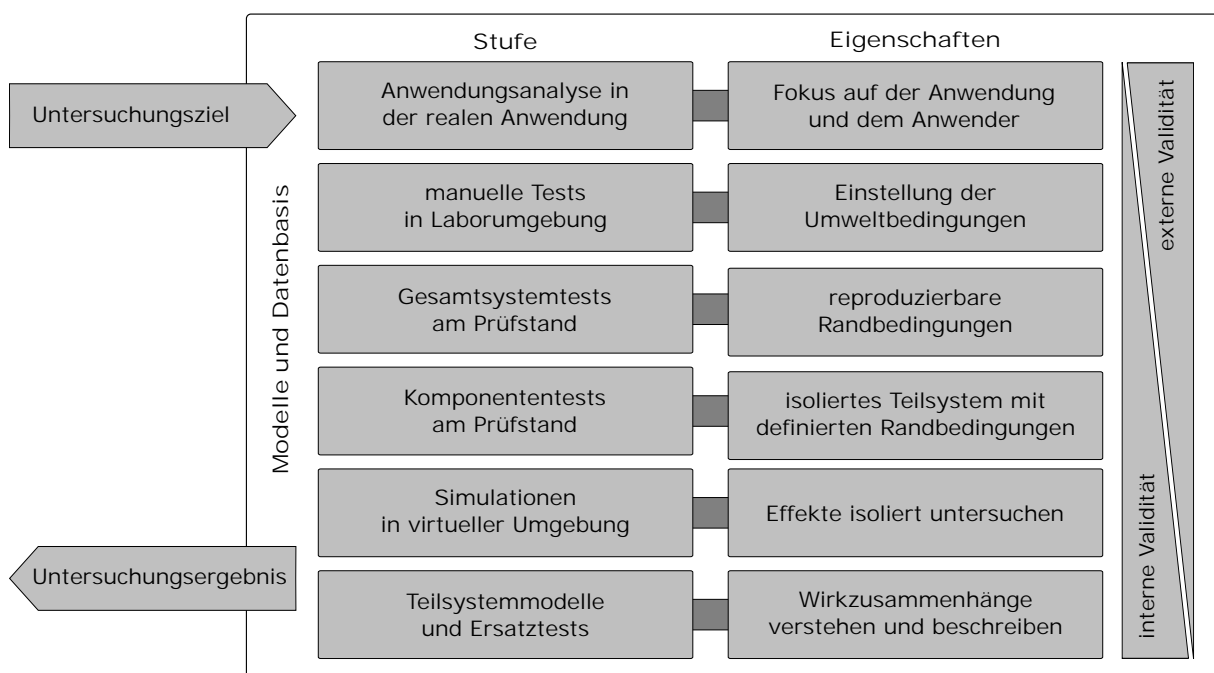 Stufe
Eigenschaften
Untersuchungsziel
Modelle und Datenbasis
Anwendungsanalyse in
der realen Anwendung
Fokus auf der Anwendung
und dem Anwender
manuelle Tests
in Laborumgebung
Einstellung der
Umweltbedingungen
Gesamtsystemtests
am Prüfstand
reproduzierbare
Randbedingungen
Komponententests
am Prüfstand
isoliertes Teilsystem mit
definierten Randbedingungen
Simulationen
in virtueller Umgebung
Effekte isoliert untersuchen
Teilsystemmodelle
und Ersatztests
Wirkzusammenhänge
verstehen und beschreiben
externe Validität
interne Validität
Untersuchungsergebnis